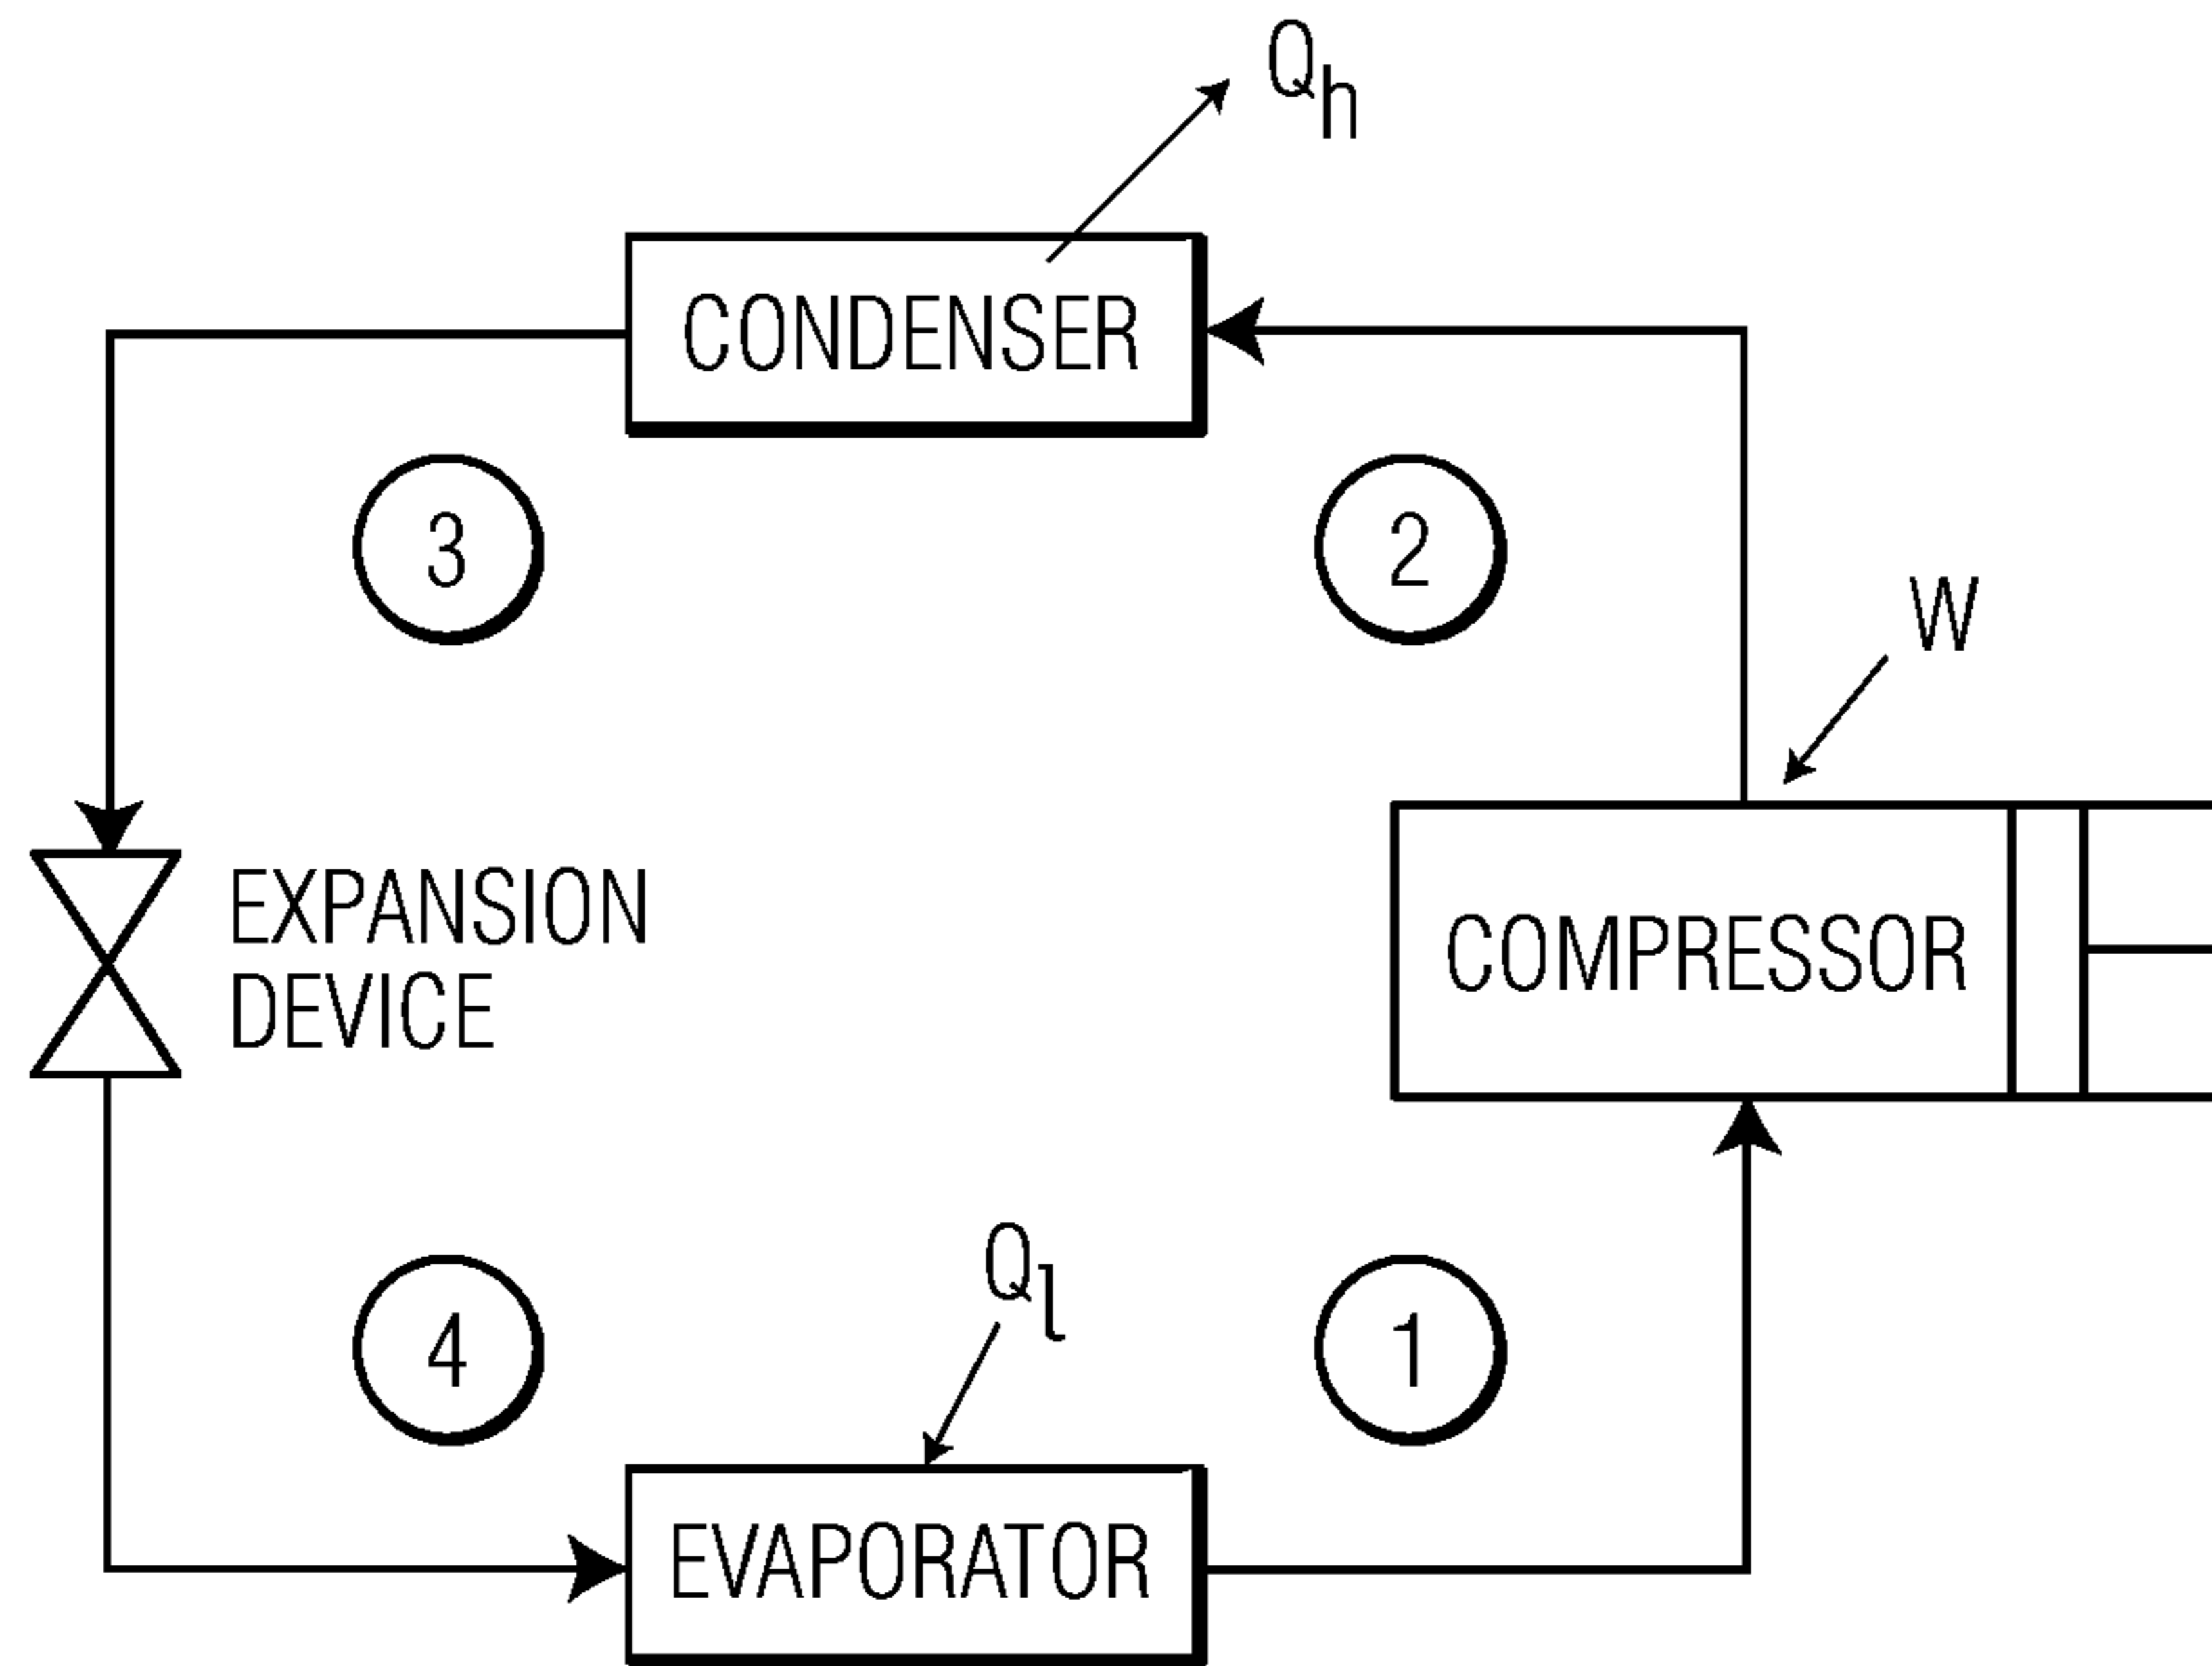 Qh
CONDENSER
3
2
W
EXPANSION
DEVICE
COMPRESSOR
Ql
4
1
EVAPORATOR